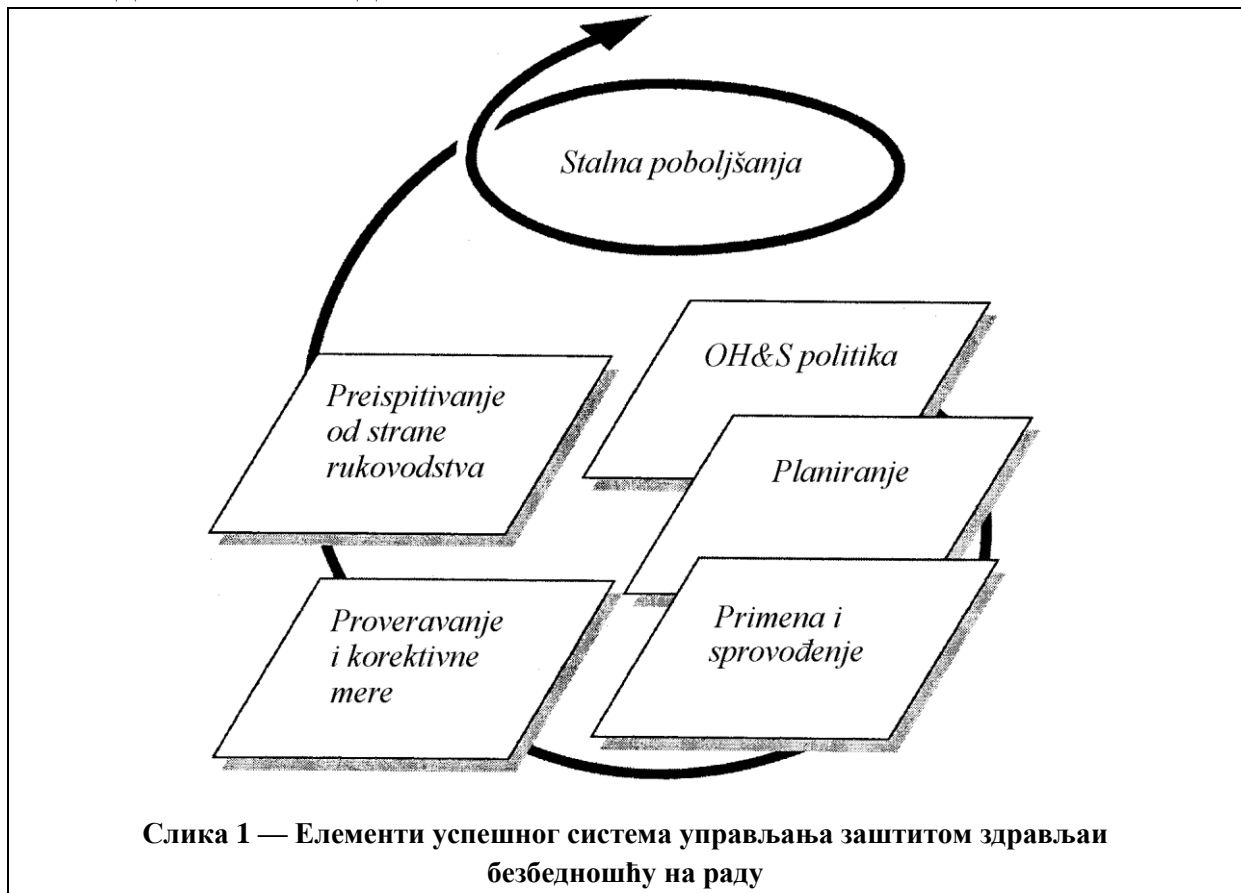 Stalna poboljšanja
OH&S politika
Preispitivanje
od strane
rukovodstva
Planiranje
Proveravanje
i korektivne
mere
Primena i
sprovođenje
Слика 1 — Елементи успешног система управљања заштитом здрављаи
безбедношћу на раду